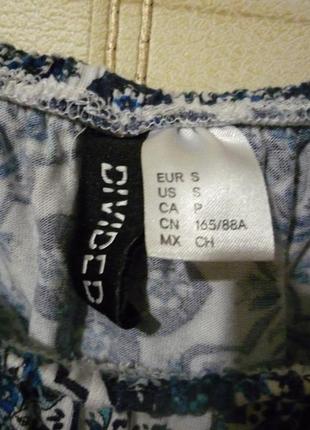 DIVIDED
EUR S
US S
CA P
CN 165/88A
MX CH